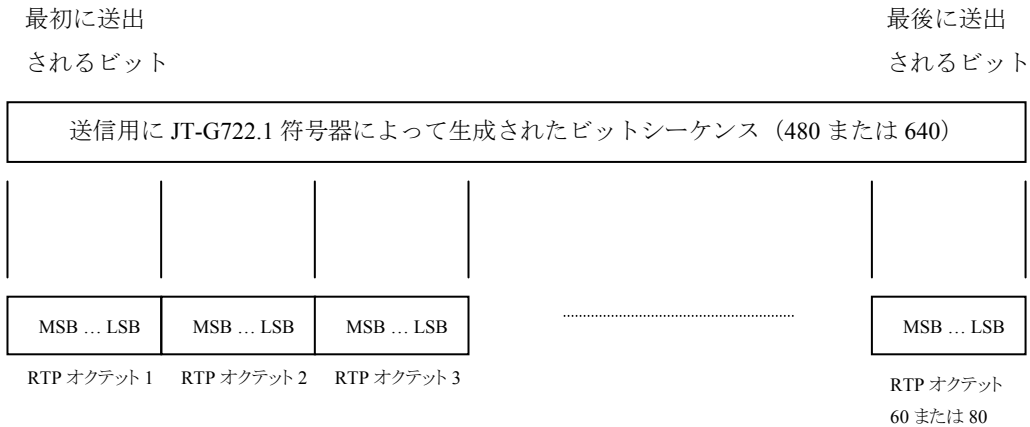 最初に送出
されるビット
最後に送出
されるビット
送信用に JT-G722.1 符号器によって生成されたビットシーケンス（480 または 640）
MSB … LSB
MSB … LSB
MSB … LSB
MSB … LSB
RTP オクテット 1
RTP オクテット 2
RTP オクテット 3
RTP オクテット
60 または 80